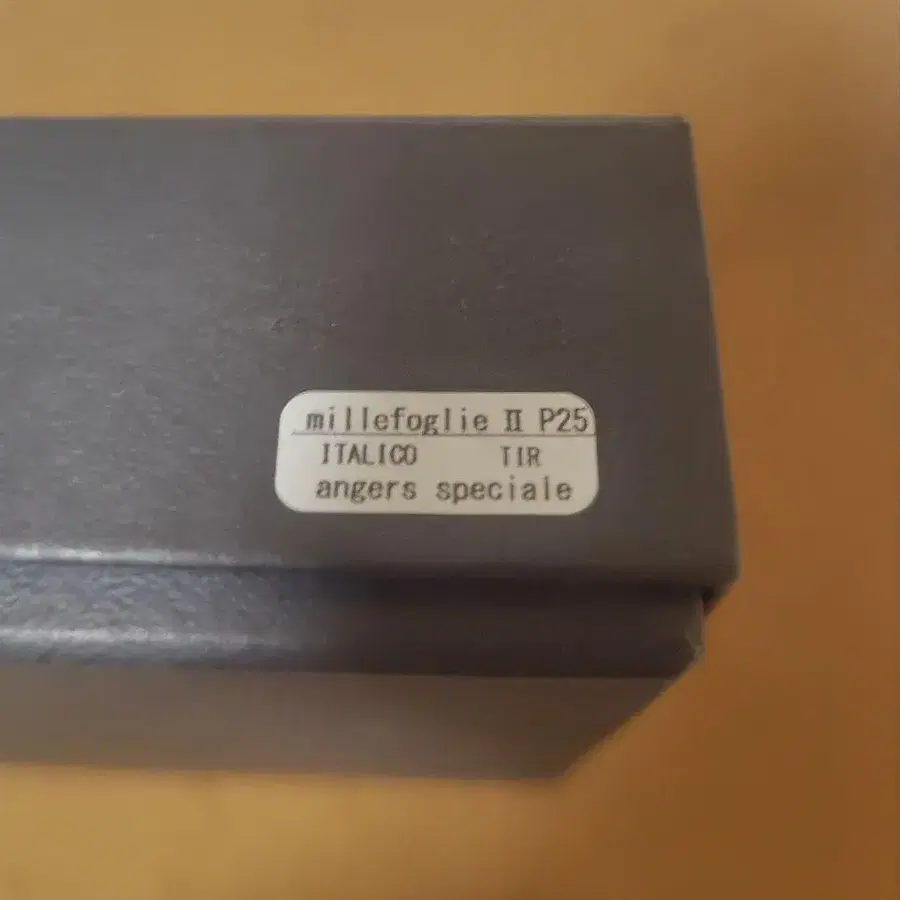 millefoglie Ⅱ P25
ITALICO TIR
angers speciale